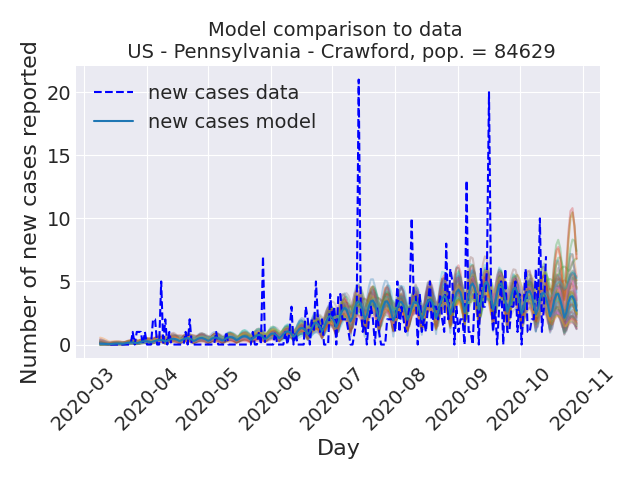 Model comparison to data
US - Pennsylvania - Crawford, pop. = 84629
Number of new cases reported
new cases data
new cases model
20
15
10
5
0
2020-03
2020-04
2020-05
2020-06
2020-07
2020-08
2020-09
2020-10
2020-11
Day